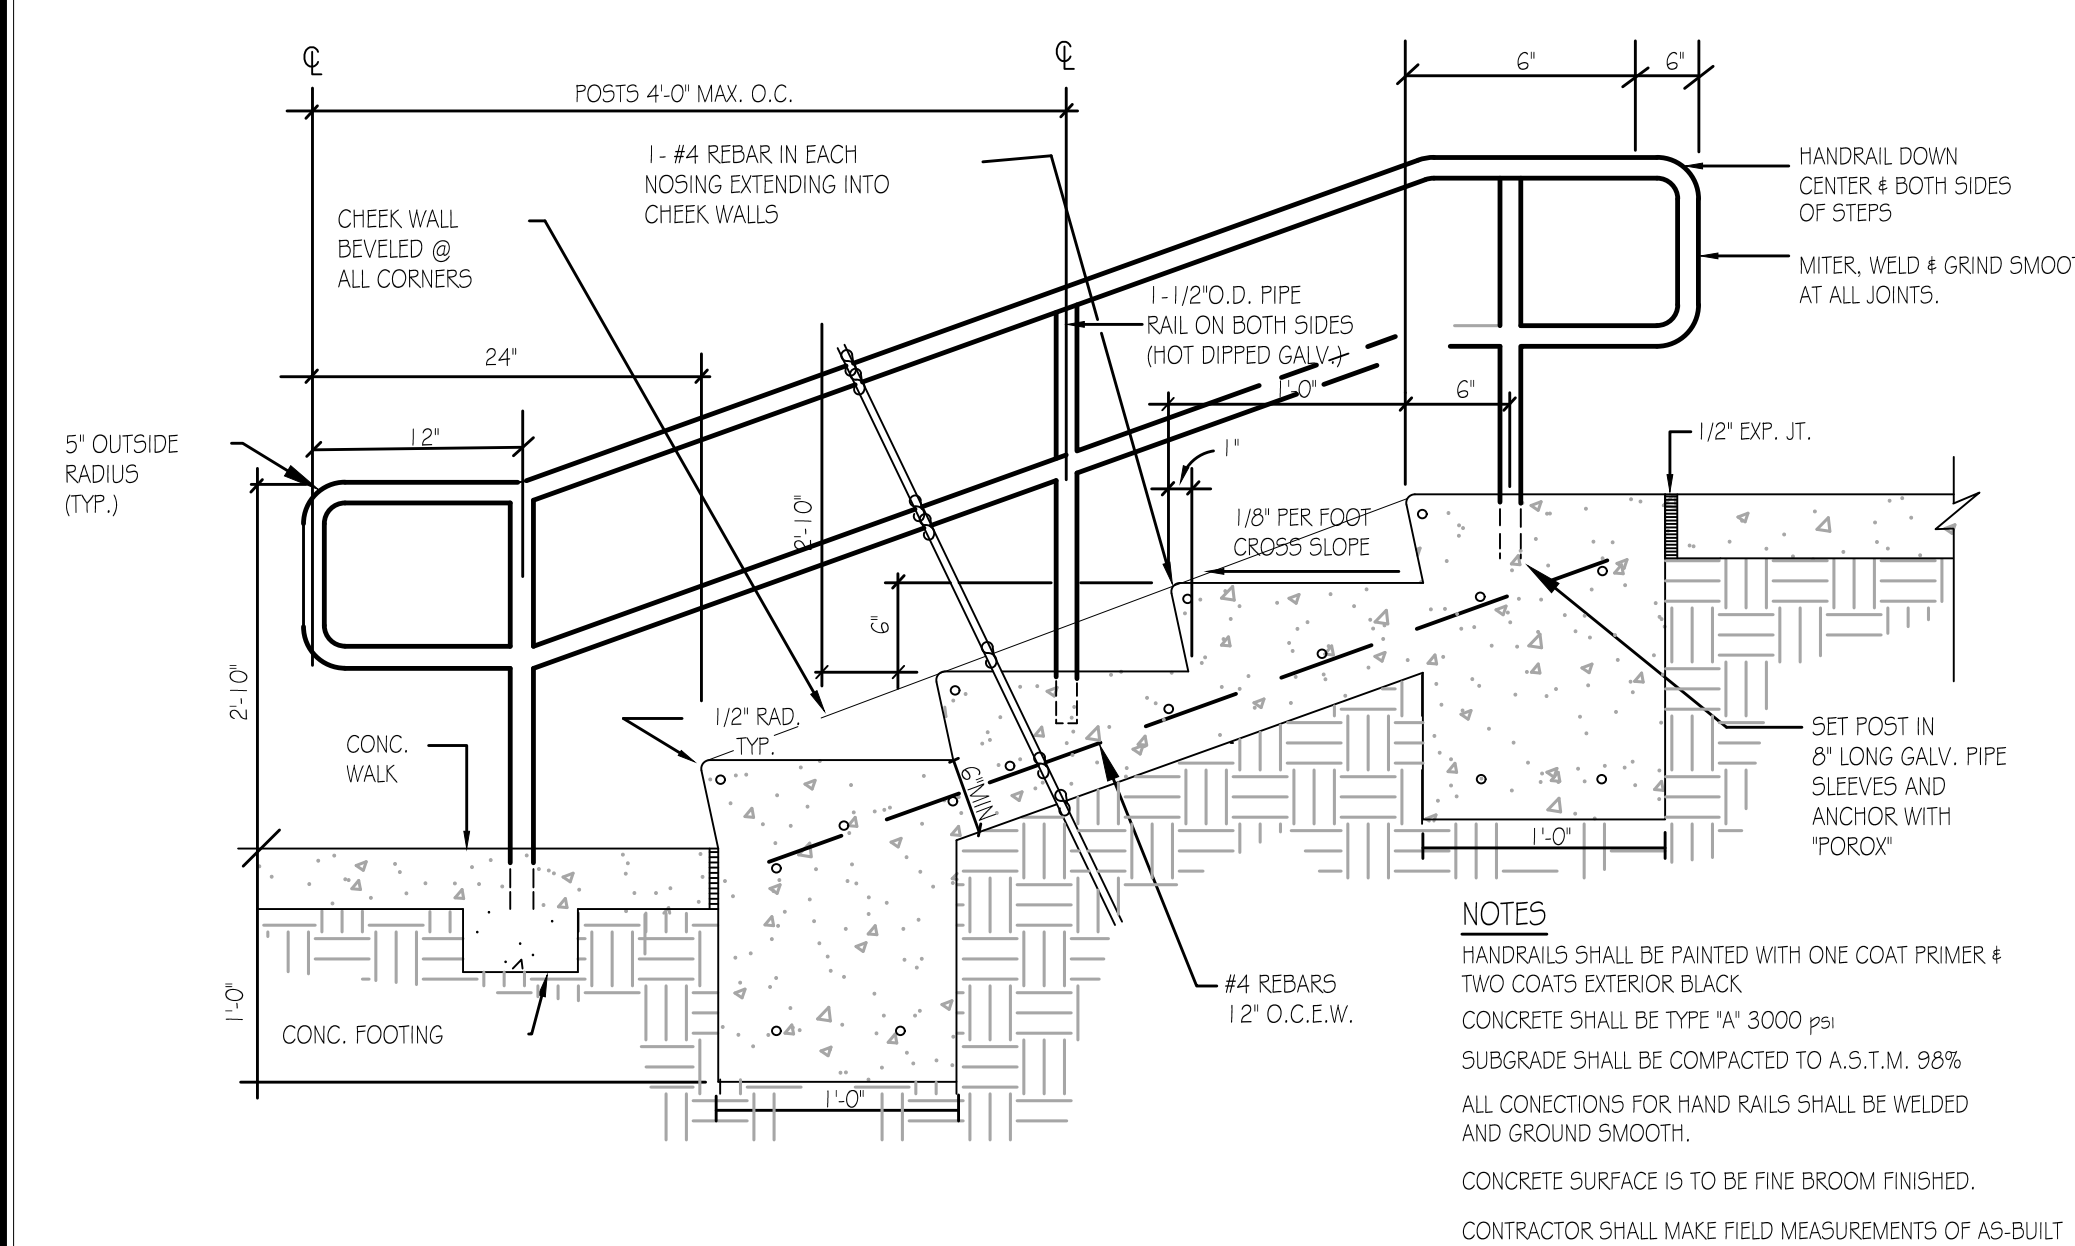 ℄
℄
POSTS 4'-0" MAX. O.C.
6"
6"
1- #4 REBAR IN EACH
NOSING EXTENDING INTO
CHEEK WALLS
CHEEK WALL
BEVELED @
ALL CORNERS
HANDRAIL DOWN
CENTER & BOTH SIDES
OF STEPS
MITER, WELD & GRIND SMOOT
AT ALL JOINTS.
1-1/2"O.D. PIPE
RAIL ON BOTH SIDES
(HOT DIPPED GALV.)
24"
1'-0"
6"
12"
5" OUTSIDE
RADIUS
(TYP.)
1"
1/2" EXP. JT.
2'-10"
1/8" PER FOOT
CROSS SLOPE
6"
2'-10"
1/2" RAD.
TYP.
CONC.
WALK
6"MIN
SET POST IN
8" LONG GALV. PIPE
SLEEVES AND
ANCHOR WITH
"POROX"
1'-0"
1'-0"
CONC. FOOTING
#4 REBARS
12" O.C.E.W.
1'-0"
NOTES
HANDRAILS SHALL BE PAINTED WITH ONE COAT PRIMER &
TWO COATS EXTERIOR BLACK
CONCRETE SHALL BE TYPE "A" 3000 psi
SUBGRADE SHALL BE COMPACTED TO A.S.T.M. 98%
ALL CONECTIONS FOR HAND RAILS SHALL BE WELDED
AND GROUND SMOOTH.
CONCRETE SURFACE IS TO BE FINE BROOM FINISHED.
CONTRACTOR SHALL MAKE FIELD MEASUREMENTS OF AS-BUILT